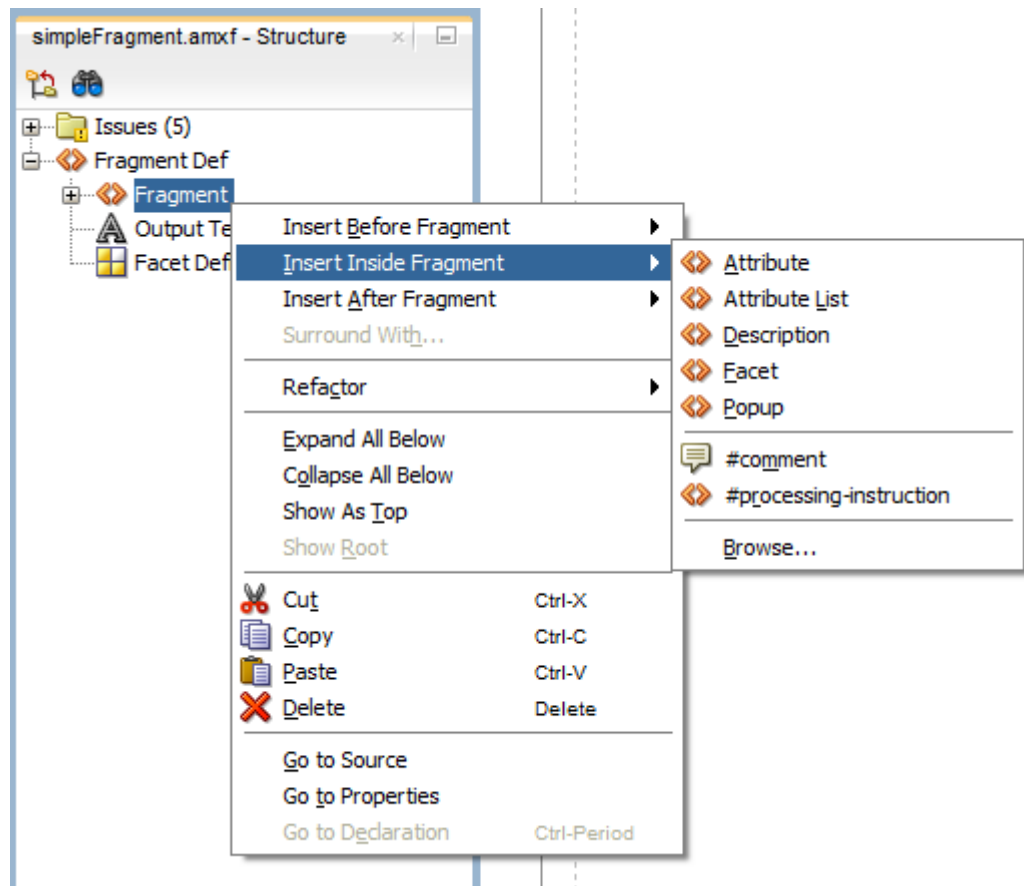 simpleFragment.amxf - Structure
Issues (5)
Fragment Def
Fragment
Output Te
Facet Def
Insert Before Fragment
Insert Inside Fragment
Insert After Fragment
Surround With...
Refactor
Expand All Below
Collapse All Below
Show As Top
Show Root
Cut Ctrl-X
Copy Ctrl-C
Paste Ctrl-V
Delete Delete
Go to Source
Go to Properties
Go to Declaration Ctrl-Period
Attribute
Attribute List
Description
Facet
Popup
#comment
#processing-instruction
Browse...